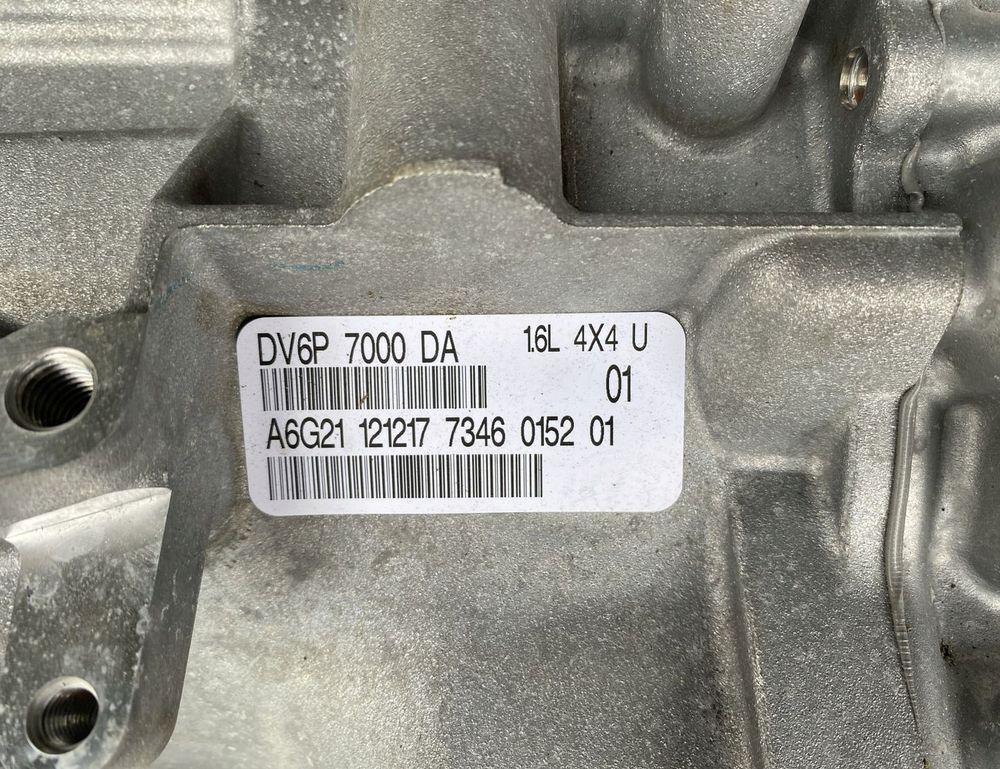 DV6P 7000 DA 1.6L 4X4 U
01
A6G21 121217 7346 0152 01